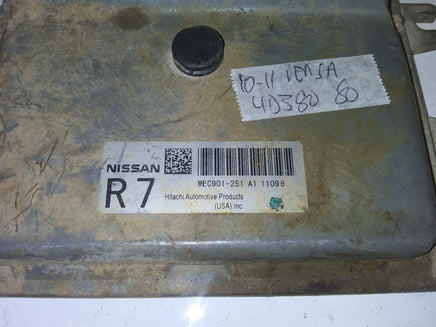 10-11 VERSA
4D380 80
NISSAN
R7
MEC901-251 A1 1109B
Hitachi Automotive Products
(USA) Inc